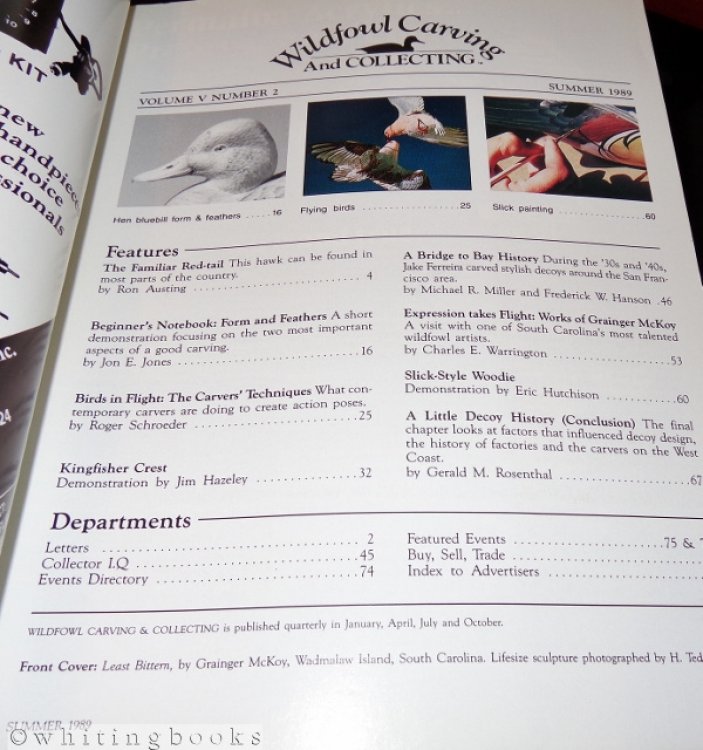 KIT
new
handpiece
choice
ssionals
nc.
24
Wildfowl Carving
And COLLECTING™
VOLUME V NUMBER 2
SUMMER 1989
Hen bluebill form & feathers ......16
Flying birds ....................25
Slick painting ...............60
Features
The Familiar Red-tail This hawk can be found in
most parts of the country.
by Ron Austing ............................. 4
Beginner's Notebook: Form and Feathers A short
demonstration focusing on the two most important
aspects of a good carving.
by Jon E. Jones ............................16
Birds in Flight: The Carvers' Techniques What con-
temporary carvers are doing to create action poses.
by Roger Schroeder ........................25
Kingfisher Crest
Demonstration by Jim Hazeley ...............32
A Bridge to Bay History During the '30s and '40s,
Jake Ferreira carved stylish decoys around the San Fran-
cisco area.
by Michael R. Miller and Frederick W. Hanson .46
Expression takes Flight: Works of Grainger McKoy
A visit with one of South Carolina's most talented
wildfowl artists.
by Charles E. Warrington ...................53
Slick-Style Woodie
Demonstration by Eric Hutchison ............60
A Little Decoy History (Conclusion) The final
chapter looks at factors that influenced decoy design,
the history of factories and the carvers on the West
Coast.
by Gerald M. Rosenthal .....................67
Departments
Letters .................................... 2
Collector I.Q ..............................45
Events Directory ...........................74
Featured Events .....................75 &
Buy, Sell, Trade ........................
Index to Advertisers ....................
WILDFOWL CARVING & COLLECTING is published quarterly in January, April, July and October.
Front Cover: Least Bittern, by Grainger McKoy, Wadmalaw Island, South Carolina. Lifesize sculpture photographed by H. Ted
SUMMER, 1989
©whitingbooks